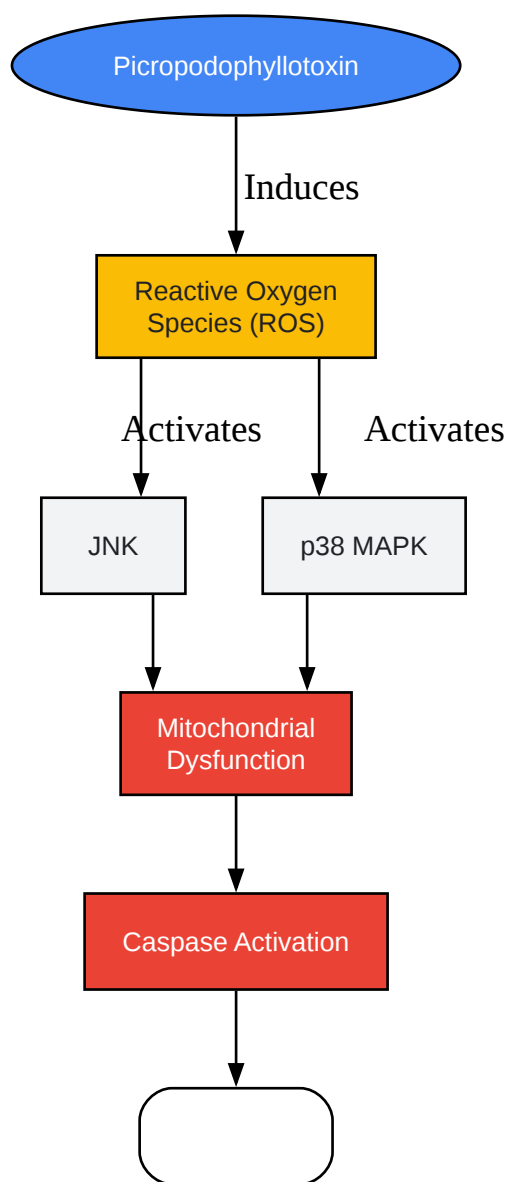 Picropodophyllotoxin
Induces
Reactive Oxygen
Species (ROS)
Activates
Activates
JNK
p38 MAPK
Mitochondrial
Dysfunction
Caspase Activation